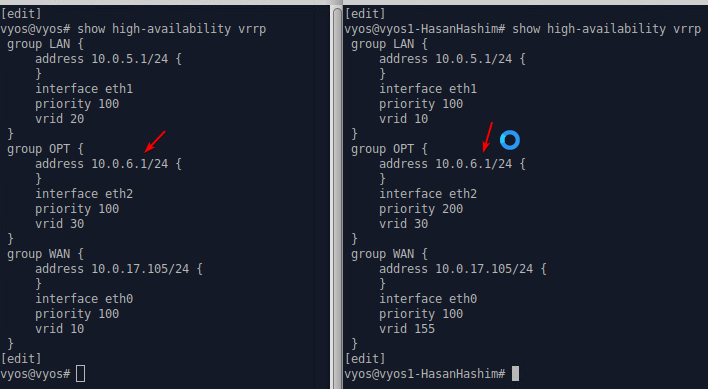 [edit]
vyos@vyos# show high-availability vrrp
 group LAN {
     address 10.0.5.1/24 {
     }
     interface eth1
     priority 100
     vrid 20
 }
 group OPT {
     address 10.0.6.1/24 {
     }
     interface eth2
     priority 100
     vrid 30
 }
 group WAN {
     address 10.0.17.105/24 {
     }
     interface eth0
     priority 100
     vrid 10
 }
[edit]
vyos@vyos#
[edit]
vyos@vyos1-HasanHashim# show high-availability vrrp
 group LAN {
     address 10.0.5.1/24 {
     }
     interface eth1
     priority 100
     vrid 10
 }
 group OPT {
     address 10.0.6.1/24 {
     }
     interface eth2
     priority 200
     vrid 30
 }
 group WAN {
     address 10.0.17.105/24 {
     }
     interface eth0
     priority 100
     vrid 155
 }
[edit]
vyos@vyos1-HasanHashim#